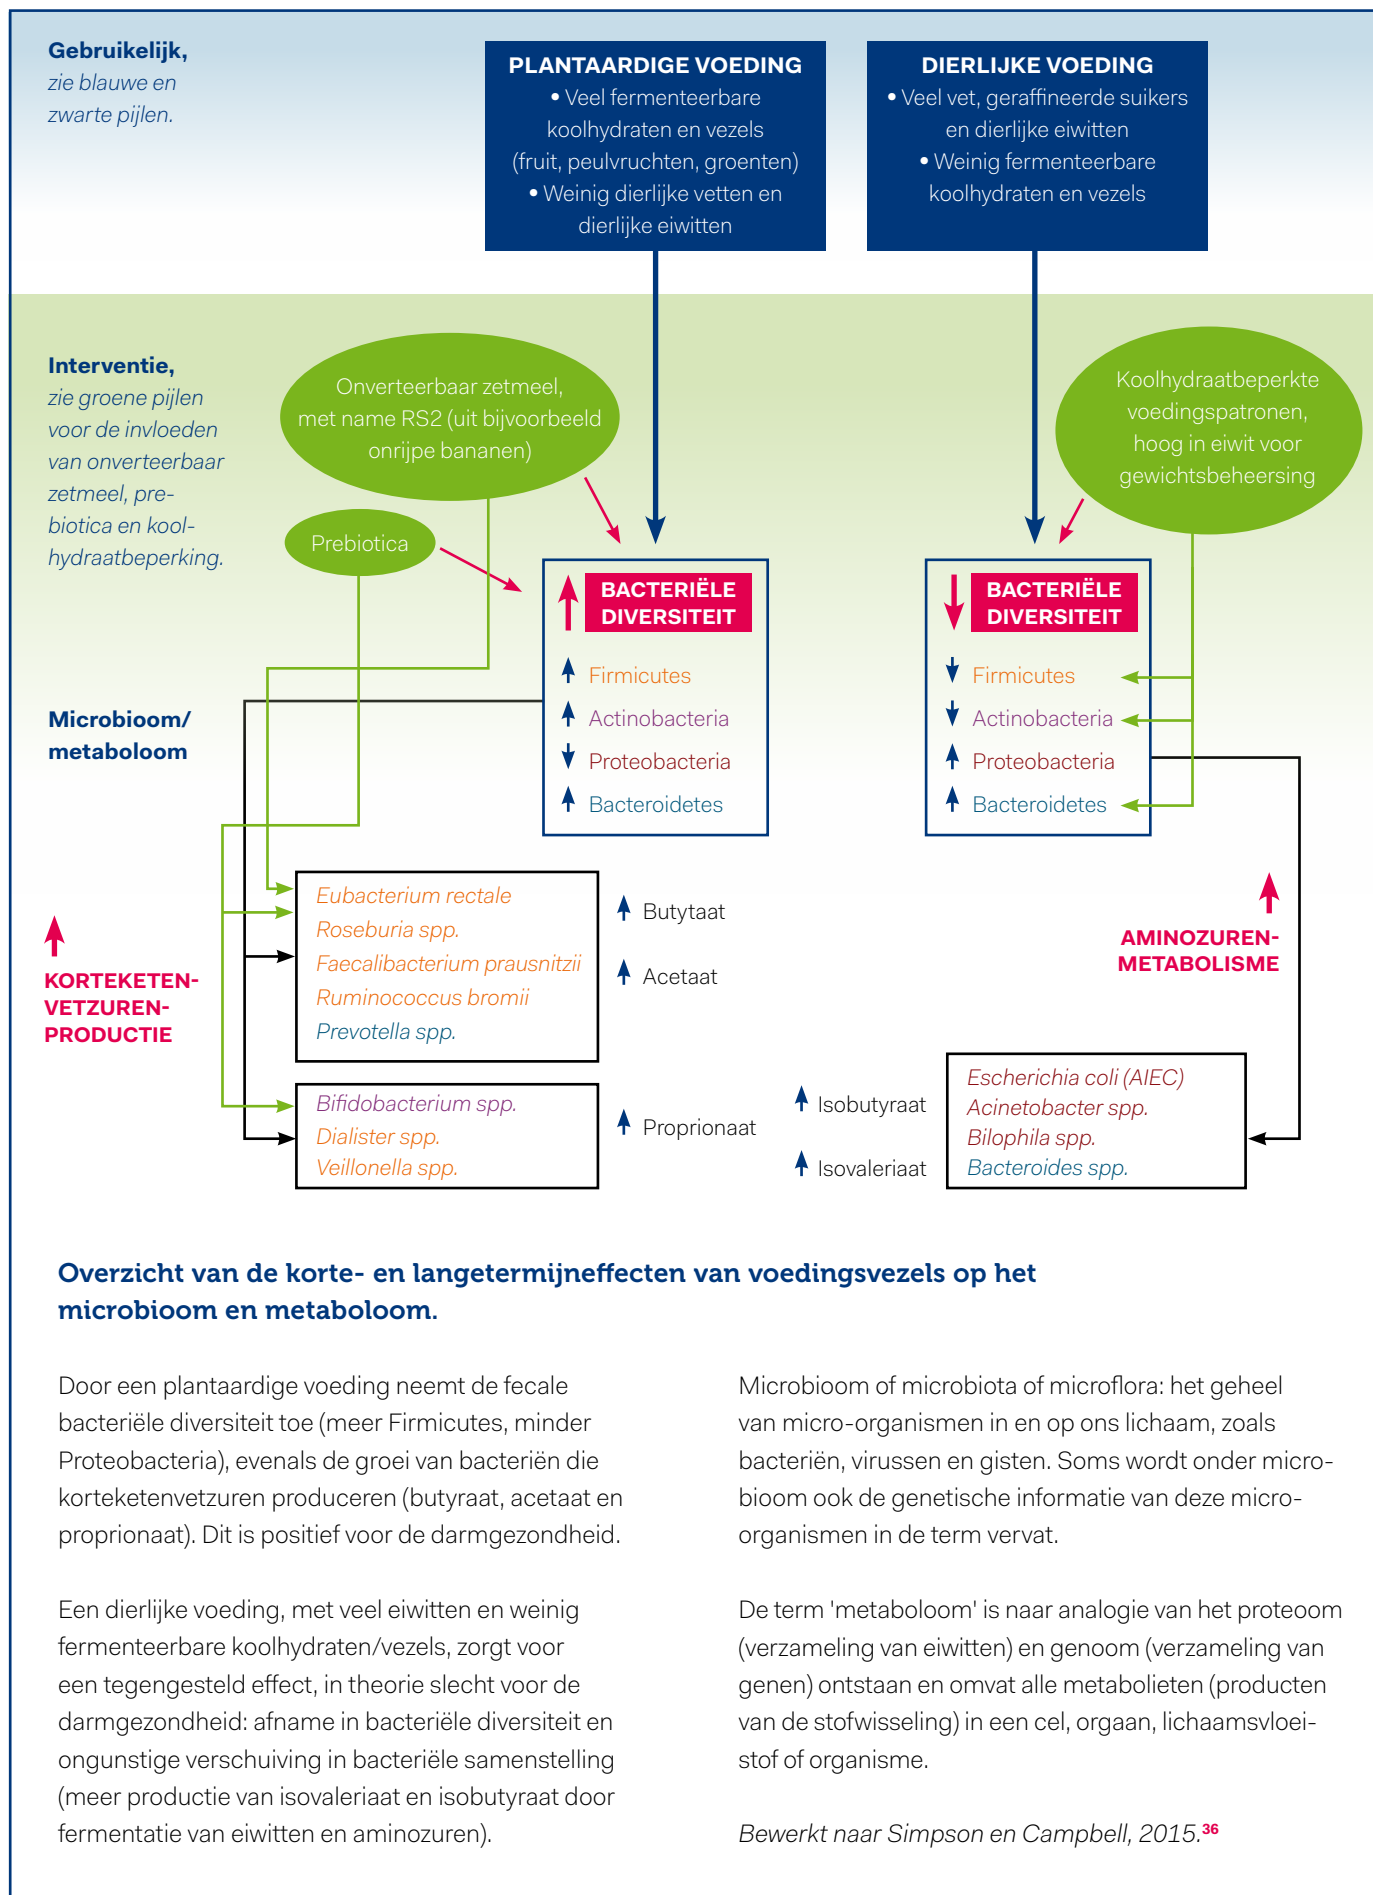 Gebruikelijk,
zie blauwe en
zwarte pijlen.
PLANTAARDIGE VOEDING
• Veel fermenteerbare
koolhydraten en vezels
(fruit, peulvruchten, groenten)
• Weinig dierlijke vetten en
dierlijke eiwitten
DIERLIJKE VOEDING
• Veel vet, geraffineerde suikers
en dierlijke eiwitten
• Weinig fermenteerbare
koolhydraten en vezels
Interventie,
zie groene pijlen
voor de invloeden
van onverteerbaar
zetmeel, pre-
biotica en kool-
hydraatbeperking.
Onverteerbaar zetmeel,
met name RS2 (uit bijvoorbeeld
onrijpe bananen)
Prebiotica
Koolhydraatbeperkte
voedingspatronen,
hoog in eiwit voor
gewichtsbeheersing
BACTERIËLE
DIVERSITEIT
Firmicutes
Actinobacteria
Proteobacteria
Bacteroidetes
BACTERIËLE
DIVERSITEIT
Firmicutes
Actinobacteria
Proteobacteria
Bacteroidetes
Microbioom/
metaboloom
KORTEKETEN-
VETZUREN-
PRODUCTIE
Eubacterium rectale
Roseburia spp.
Faecalibacterium prausnitzii
Ruminococcus bromii
Prevotella spp.
Butytaat
Acetaat
AMINOZUREN-
METABOLISME
Bifidobacterium spp.
Dialister spp.
Veillonella spp.
Proprionaat
Isobutyraat
Isovaleriaat
Escherichia coli (AIEC)
Acinetobacter spp.
Bilophila spp.
Bacteroides spp.
Overzicht van de korte- en langetermijneffecten van voedingsvezels op het
microbioom en metaboloom.
Door een plantaardige voeding neemt de fecale
bacteriële diversiteit toe (meer Firmicutes, minder
Proteobacteria), evenals de groei van bacteriën die
korteketenvetzuren produceren (butyraat, acetaat en
proprionaat). Dit is positief voor de darmgezondheid.
Een dierlijke voeding, met veel eiwitten en weinig
fermenteerbare koolhydraten/vezels, zorgt voor
een tegengesteld effect, in theorie slecht voor de
darmgezondheid: afname in bacteriële diversiteit en
ongunstige verschuiving in bacteriële samenstelling
(meer productie van isovaleriaat en isobutyraat door
fermentatie van eiwitten en aminozuren).
Microbioom of microbiota of microflora: het geheel
van micro-organismen in en op ons lichaam, zoals
bacteriën, virussen en gisten. Soms wordt onder micro-
bioom ook de genetische informatie van deze micro-
organismen in de term vervat.
De term 'metaboloom' is naar analogie van het proteoom
(verzameling van eiwitten) en genoom (verzameling van
genen) ontstaan en omvat alle metabolieten (producten
van de stofwisseling) in een cel, orgaan, lichaamsvloei-
stof of organisme.
Bewerkt naar Simpson en Campbell, 2015.36